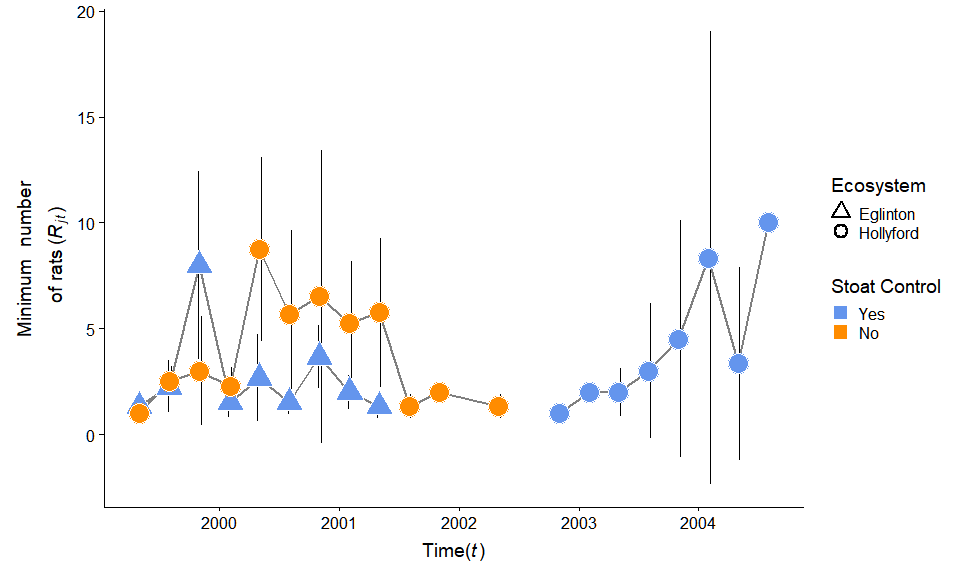 20
15
10
5
0
Minimum number
of rats (Rjt)
2000 2001 2002 2003 2004
Time(t)
Ecosystem
Eglinton
Hollyford
Stoat Control
Yes
No